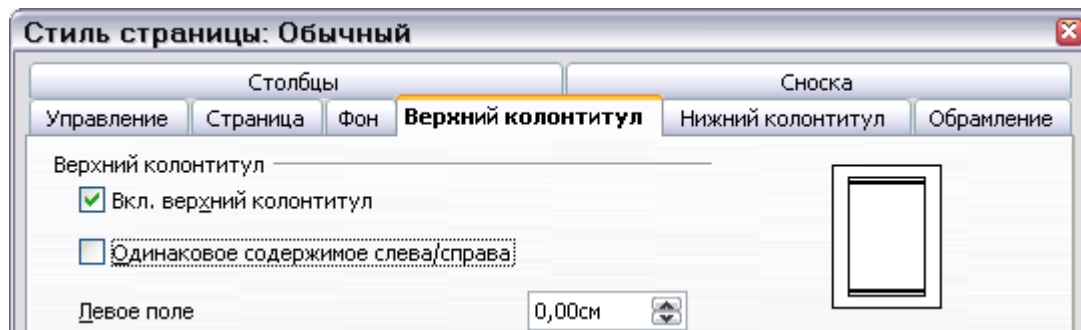 Стиль страницы: Обычный
Столбцы Сноска
Управление Страница Фон Верхний колонтитул Нижний колонтитул Обрамление
Верхний колонтитул
Вкл. верхний колонтитул
Одинаковое содержимое слева/справа
Левое поле 0,00см